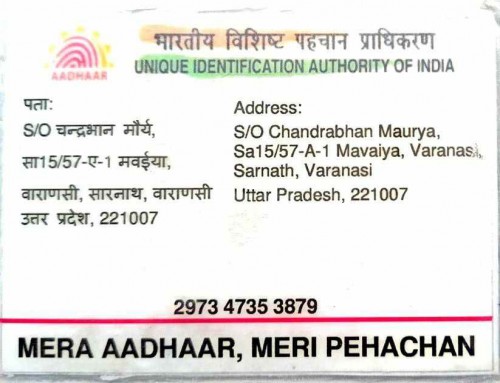 भारतीय विशिष्ट पहचान प्राधिकरण
AADHAAR
UNIQUE IDENTIFICATION AUTHORITY OF INDIA
पता:
S/O चन्द्रभान मौर्य,
सा15/57-ए-1 मवईया,
वाराणसी, सारनाथ, वाराणसी
उत्तर प्रदेश, 221007
Address:
S/O Chandrabhan Maurya,
Sa15/57-A-1 Mavaiya, Varanasi,
Sarnath, Varanasi
Uttar Pradesh, 221007
2973 4735 3879
MERA AADHAAR, MERI PEHACHAN